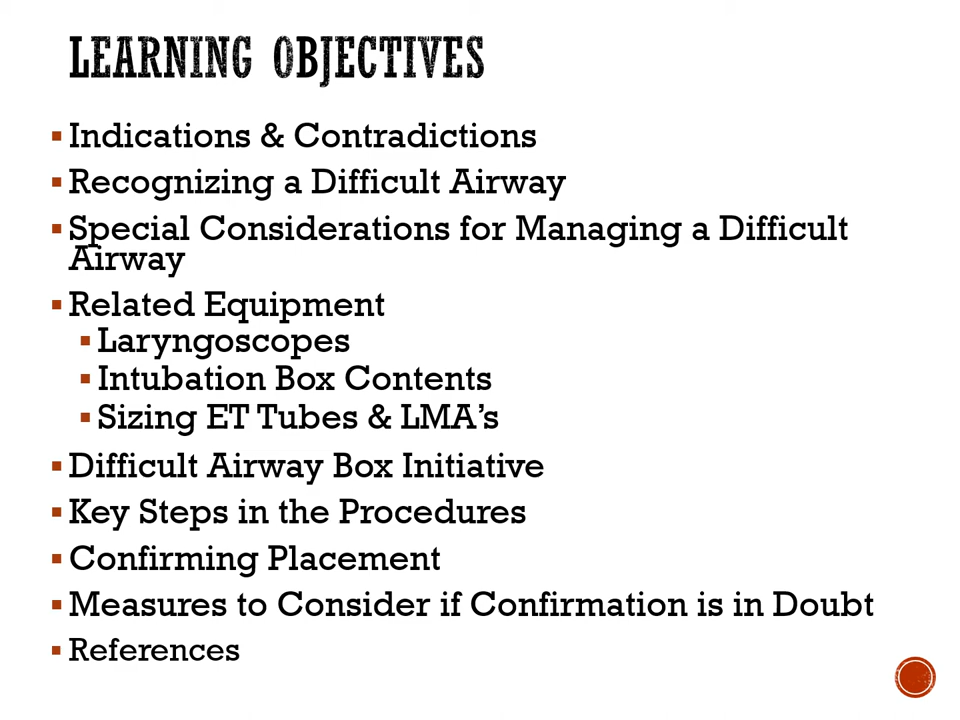 LEARNING OBJECTIVES
▪ Indications & Contradictions
▪ Recognizing a Difficult Airway
▪ Special Considerations for Managing a Difficult
Airway
▪ Related Equipment
▪ Laryngoscopes
▪ Intubation Box Contents
▪ Sizing ET Tubes & LMA’s
▪ Difficult Airway Box Initiative
▪ Key Steps in the Procedures
▪ Confirming Placement
▪ Measures to Consider if Confirmation is in Doubt
▪ References